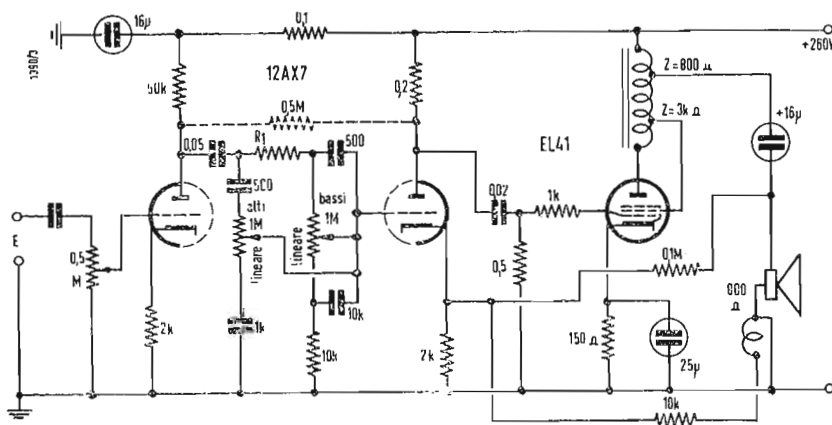 16µ
0,1
+260V
1390/3
50k
12AX7
0,2
Z=800 Ω
0,5M
Z=3k Ω
+16µ
0,05
R1
500
EL41
500
0,02
1k
alti
1M
bassi
1M
E
0,5
M
lineare
lineare
0,5
0,1M
800
Ω
2k
1k
10k
10k
2k
150 Ω
25µ
10k